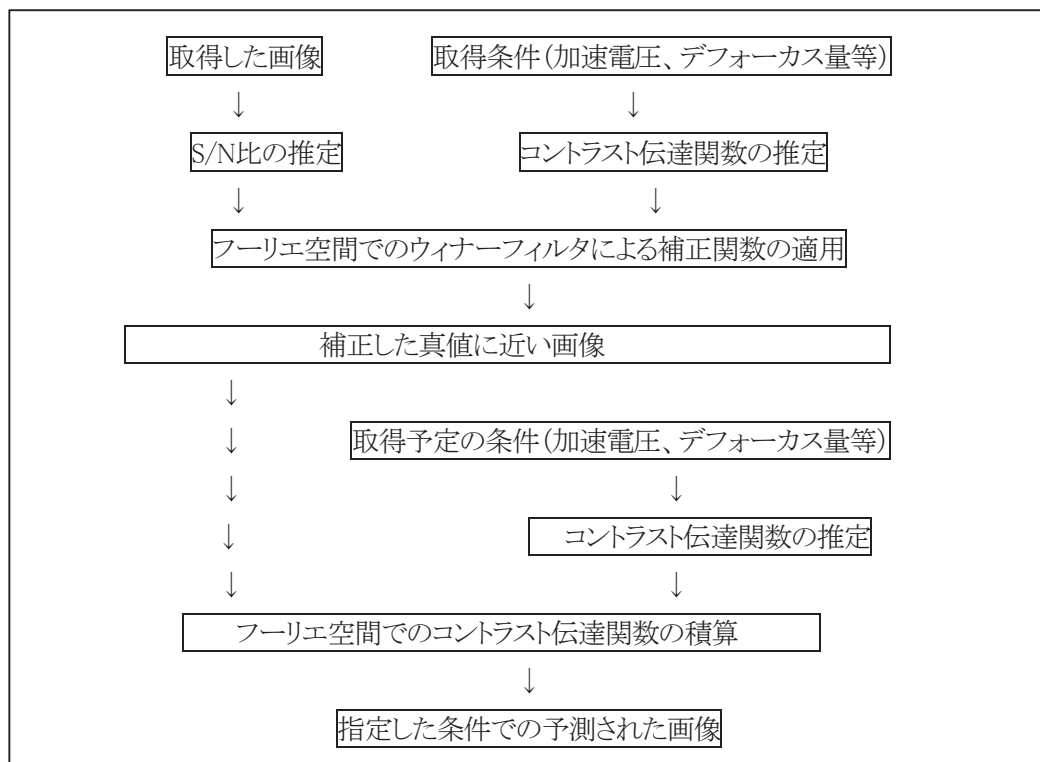 取得した画像 取得条件(加速電圧、デフォーカス量等)
↓ ↓
S/N比の推定 コントラスト伝達関数の推定
↓ ↓
フーリエ空間でのウィナーフィルタによる補正関数の適用
↓
補正した真値に近い画像
↓
↓ 取得予定の条件(加速電圧、デフォーカス量等)
↓ ↓
↓ コントラスト伝達関数の推定
↓ ↓
フーリエ空間でのコントラスト伝達関数の積算
↓
指定した条件での予測された画像